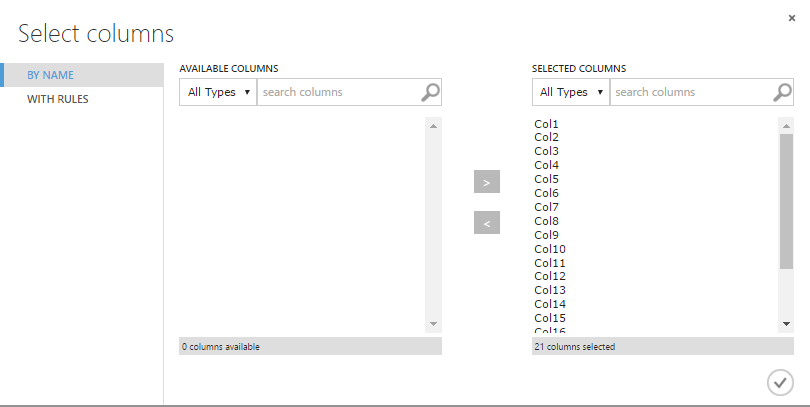 ×
Select columns
BY NAME
WITH RULES
AVAILABLE COLUMNS
All Types ▼ search columns
0 columns available
>
<
SELECTED COLUMNS
All Types ▼ search columns
Col1
Col2
Col3
Col4
Col5
Col6
Col7
Col8
Col9
Col10
Col11
Col12
Col13
Col14
Col15
Col16
21 columns selected